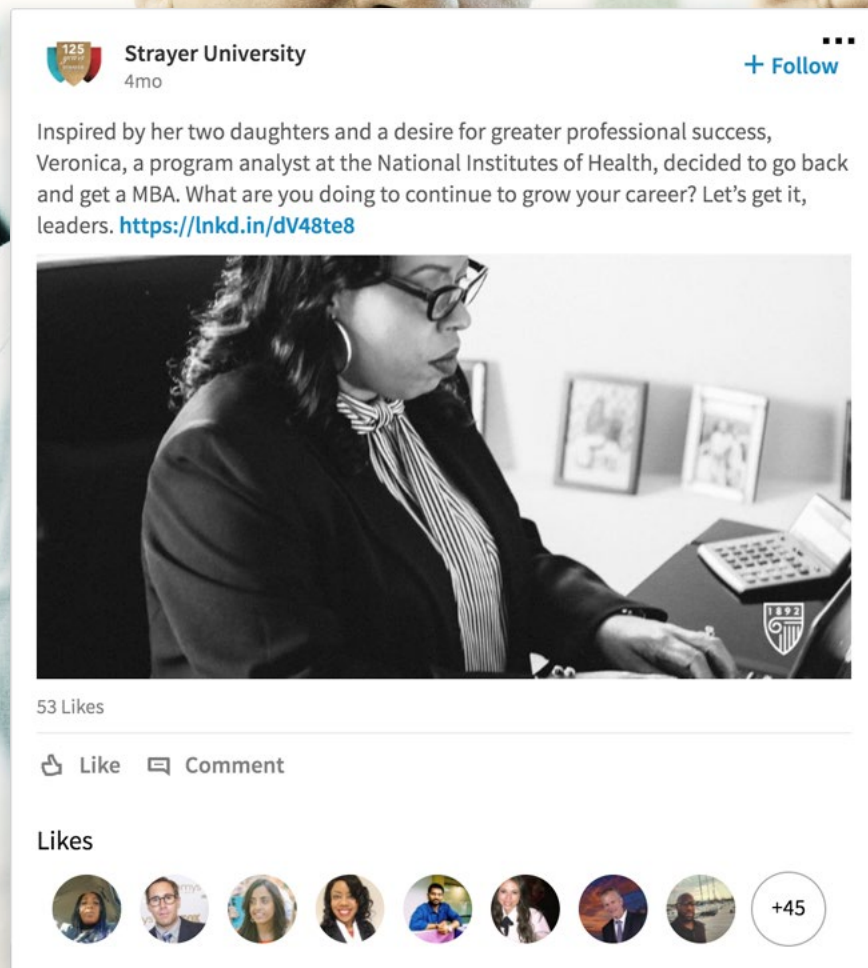 125
years
Strayer University
4mo
+ Follow
Inspired by her two daughters and a desire for greater professional success,
Veronica, a program analyst at the National Institutes of Health, decided to go back
and get a MBA. What are you doing to continue to grow your career? Let's get it,
leaders. https://lnkd.in/dV48te8
1892
53 Likes
Like Comment
Likes
+45